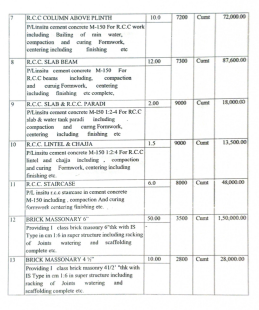 7 R.C.C COLUMN ABOVE PLINTH 10.0 7200 Cumt 72,000.00
P/Linsitu cement concrete M-150 For R.C.C work
including Bailing of rain water,
compaction and curing Formwork,
centering including finishing etc
8 R.C.C. SLAB BEAM 12.00 7300 Cumt 87,600.00
P/Linsitu cement concrete M-150 For
R.C.C beams including, compaction
and curing Formwork, centering
including finishing etc complete,
9 R.C.C. SLAB & R.C.C. PARADI 2.00 9000 Cumt 18,000.00
P/Linsitu cement concrete M-150 1:2-4 For RC.C
slab & water tank paradi including
compaction and curing Formwork,
centering including finishing etc
10 R.C.C. LINTEL & CHAJJA 1.5 9000 Cumt 13,500.00
P/Linsitu cement concrete M-150 1:2:4 For R.C.C
lintel and chajja including , compaction
and curing Formwork, centering including
finishing etc.
11 R.C.C. STAIRCASE 6.0 8000 Cumt 48,000.00
P/L insitu r.c.c staircase in cement concrete
M-150 including , compaction And curing
formwork centering finishing etc.
12 BRICK MASSONARY 6" 50.00 3500 Cumt 1,50,000.00
Providing I class brick masonry 6"thk with IS
Type in cm 1:6 in super structure including racking
of Joints watering and scaffolding
complete etc.
13 BRICK MASSONARY 4 ½" 10.00 2800 Cumt 28,000.00
Providing I class brick masonry 41/2" "thk with
IS Type in cm 1:6 in super structure including
racking of Joints watering and
scaffolding complete etc.